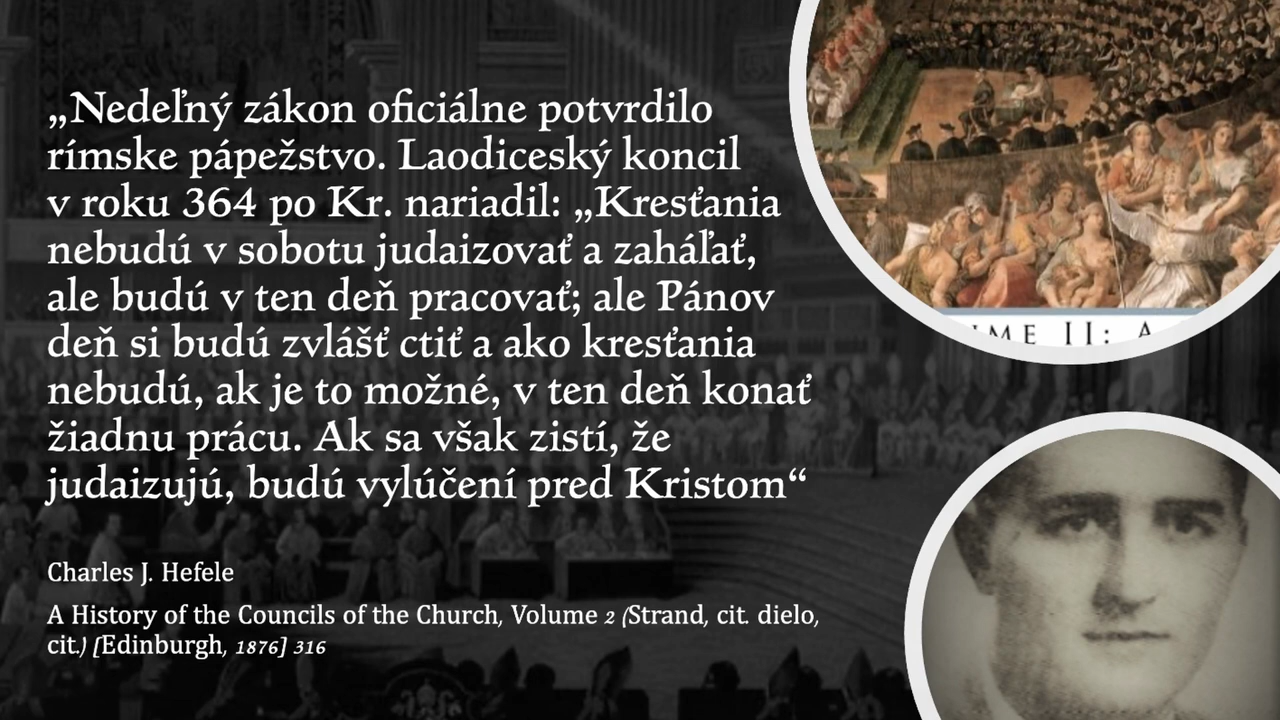 „Nedeľný zákon oficiálne potvrdilo
rímske pápežstvo. Laodiceský koncil
v roku 364 po Kr. nariadil: „Kresťania
nebudú v sobotu judaizovať a zaháľať,
ale budú v ten deň pracovať; ale Pánov
deň si budú zvlášť ctiť a ako kresťania
nebudú, ak je to možné, v ten deň konať
žiadnu prácu. Ak sa však zistí, že
judaizujú, budú vylúčení pred Kristom“
Charles J. Hefele
A History of the Councils of the Church, Volume 2 (Strand, cit. dielo,
cit.) [Edinburgh, 1876] 316
II: A